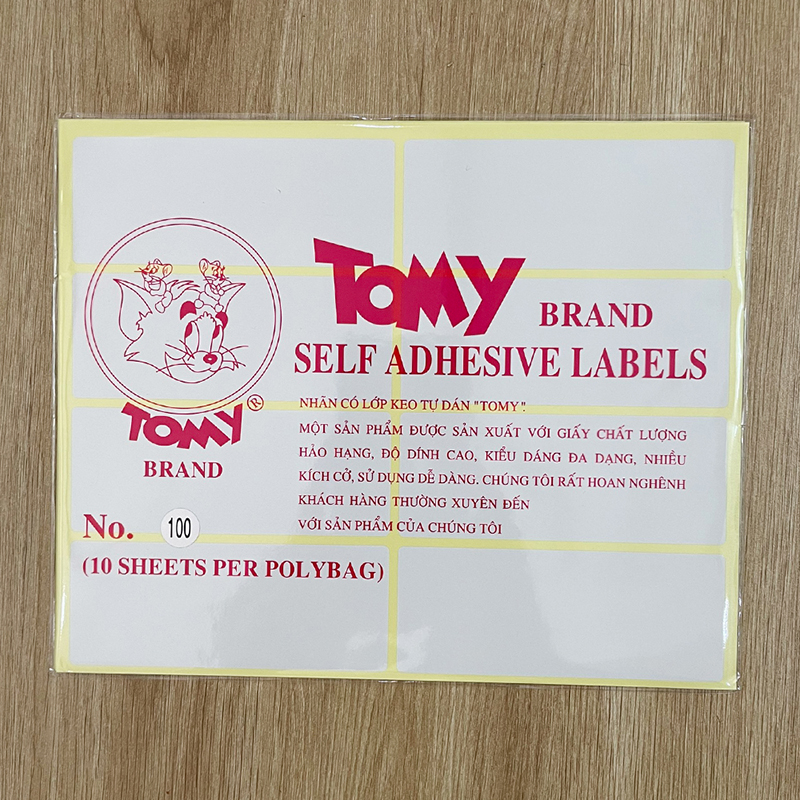 TOMY BRAND
SELF ADHESIVE LABELS
NHÃN CÓ LỚP KEO TỰ DÁN "TOMY".
MỘT SẢN PHẨM ĐƯỢC SẢN XUẤT VỚI GIẤY CHẤT LƯỢNG
HẢO HẠNG, ĐỘ DÍNH CAO, KIỂU DÁNG ĐA DẠNG, NHIỀU
KÍCH CỞ, SỬ DỤNG DỄ DÀNG. CHÚNG TÔI RẤT HOAN NGHÊNH
KHÁCH HÀNG THƯỜNG XUYÊN ĐẾN
VỚI SẢN PHẨM CỦA CHÚNG TÔI
TOMY®
BRAND
No. 100
(10 SHEETS PER POLYBAG)